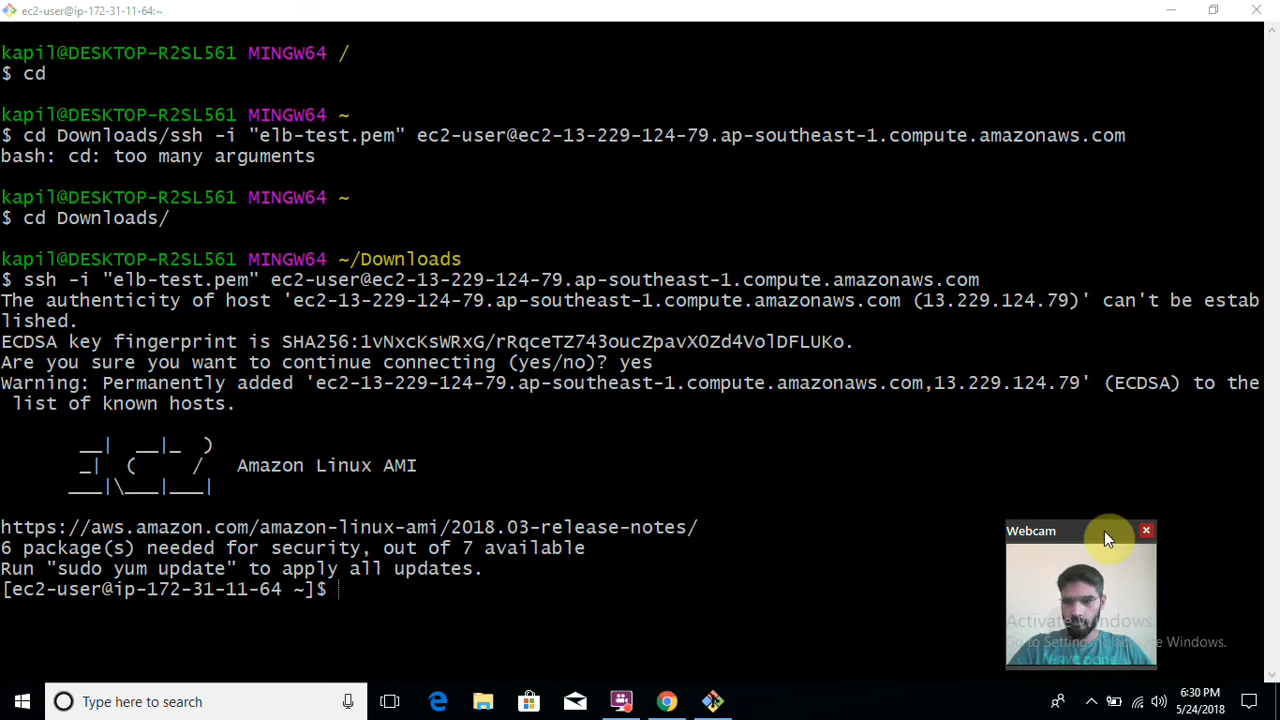 ec2-user@ip-172-31-11-64:~
kapil@DESKTOP-R2SL561 MINGW64 /
$ cd
kapil@DESKTOP-R2SL561 MINGW64 ~
$ cd Downloads/ssh -i "elb-test.pem" ec2-user@ec2-13-229-124-79.ap-southeast-1.compute.amazonaws.com
bash: cd: too many arguments
kapil@DESKTOP-R2SL561 MINGW64 ~
$ cd Downloads/
kapil@DESKTOP-R2SL561 MINGW64 ~/Downloads
$ ssh -i "elb-test.pem" ec2-user@ec2-13-229-124-79.ap-southeast-1.compute.amazonaws.com
The authenticity of host 'ec2-13-229-124-79.ap-southeast-1.compute.amazonaws.com (13.229.124.79)' can't be estab
lished.
ECDSA key fingerprint is SHA256:1vNxcKsWRxG/rRqceTZ743oucZpavXOZd4VolDFLUKo.
Are you sure you want to continue connecting (yes/no)? yes
Warning: Permanently added 'ec2-13-229-124-79.ap-southeast-1.compute.amazonaws.com,13.229.124.79' (ECDSA) to the
list of known hosts.
__|  __|_  )
_|  (     /   Amazon Linux AMI
___|\___|___|
https://aws.amazon.com/amazon-linux-ami/2018.03-release-notes/
6 package(s) needed for security, out of 7 available
Run "sudo yum update" to apply all updates.
[ec2-user@ip-172-31-11-64 ~]$
Webcam
Activate Windows
Go to Settings to activate Windows.
Type here to search
6:30 PM
5/24/2018